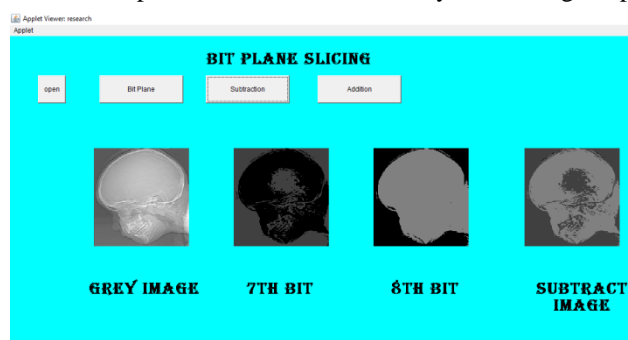 Applet Viewer: research
Applet
BIT PLANE SLICING
open
Bit Plane
Subtraction
Addition
GREY IMAGE
7TH BIT
8TH BIT
SUBTRACT
IMAGE